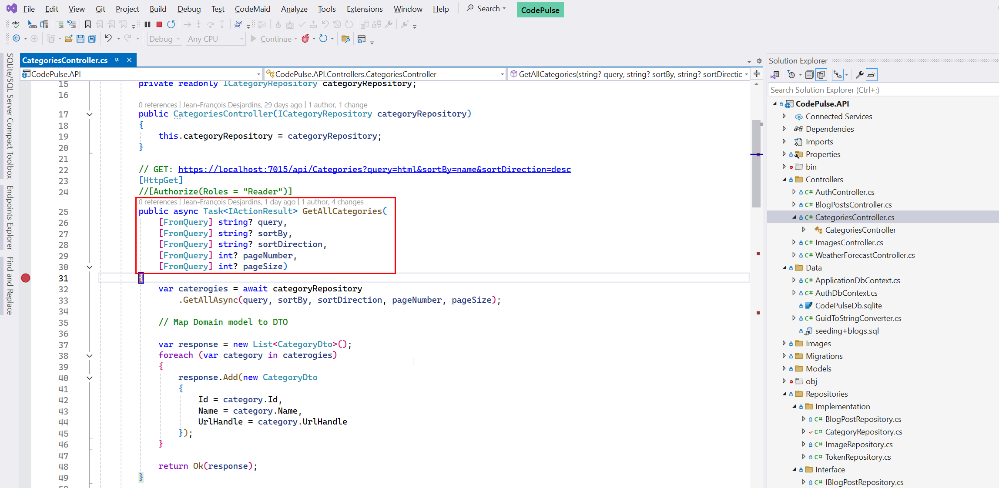 File Edit View Git Project Build Debug Test CodeMaid Analyze Tools Extensions Window Help Search CodePulse
abc
Debug Any CPU Continue
SQLite/SQL Server Compact Toolbox
Endpoints Explorer
Find and Replace
CategoriesController.cs
CodePulse.API CodePulse.API.Controllers.CategoriesController GetAllCategories(string? query, string? sortBy, string? sortDirectic
15 private readonly ICategoryRepository categoryRepository;
16
0 references | Jean-François Desjardins, 29 days ago | 1 author, 1 change
17 public CategoriesController(ICategoryRepository categoryRepository)
18 {
19 this.categoryRepository = categoryRepository;
20 }
21
22 // GET: https://localhost:7015/api/Categories?query=html&sortBy=name&sortDirection=desc
23 [HttpGet]
24 //[Authorize(Roles = "Reader")]
0 references | Jean-François Desjardins, 1 day ago | 1 author, 4 changes
25 public async Task<IActionResult> GetAllCategories(
26 [FromQuery] string? query,
27 [FromQuery] string? sortBy,
28 [FromQuery] string? sortDirection,
29 [FromQuery] int? pageNumber,
30 [FromQuery] int? pageSize)
31 {
32 var caterogies = await categoryRepository
33 .GetAllAsync(query, sortBy, sortDirection, pageNumber, pageSize);
34
35 // Map Domain model to DTO
36
37 var response = new List<CategoryDto>();
38 foreach (var category in caterogies)
39 {
40 response.Add(new CategoryDto
41 {
42 Id = category.Id,
43 Name = category.Name,
44 UrlHandle = category.UrlHandle
45 });
46 }
47
48 return Ok(response);
49 }
Solution Explorer
Search Solution Explorer (Ctrl+;)
CodePulse.API
Connected Services
Dependencies
Imports
Properties
bin
Controllers
C# AuthController.cs
C# BlogPostsController.cs
C# CategoriesController.cs
CategoriesController
C# ImagesController.cs
C# WeatherForecastController.cs
Data
C# ApplicationDbContext.cs
C# AuthDbContext.cs
CodePulseDb.sqlite
C# GuidToStringConverter.cs
seeding+blogs.sql
Images
Migrations
Models
obj
Repositories
Implementation
C# BlogPostRepository.cs
C# CategoryRepository.cs
C# ImageRepository.cs
C# TokenRepository.cs
Interface
C# IBlogPostRepository.cs